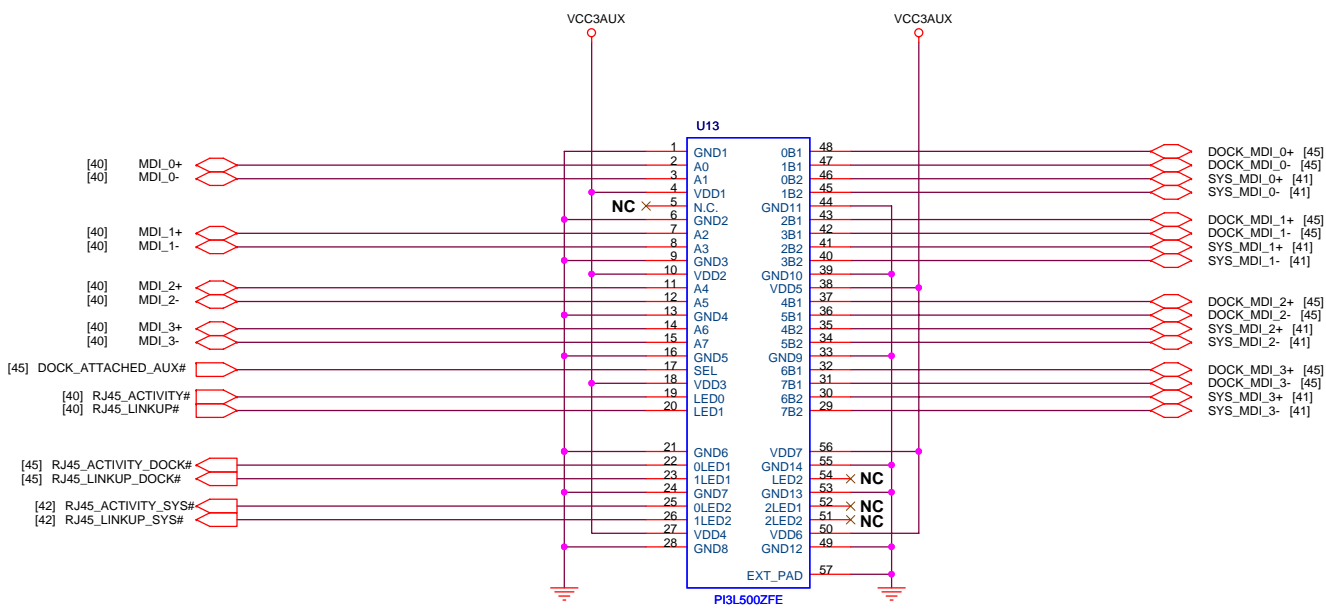 VCC3AUX VCC3AUX
U13
1 GND1 0B1 48 DOCK_MDI_0+ [45]
[40] MDI_0+ 2 A0 1B1 47 DOCK_MDI_0- [45]
[40] MDI_0- 3 A1 0B2 46 SYS_MDI_0+ [41]
4 VDD1 1B2 45 SYS_MDI_0- [41]
NC 5 N.C. GND11 44
6 GND2 2B1 43 DOCK_MDI_1+ [45]
[40] MDI_1+ 7 A2 3B1 42 DOCK_MDI_1- [45]
[40] MDI_1- 8 A3 2B2 41 SYS_MDI_1+ [41]
9 GND3 3B2 40 SYS_MDI_1- [41]
10 VDD2 GND10 39
[40] MDI_2+ 11 A4 VDD5 38
[40] MDI_2- 12 A5 4B1 37 DOCK_MDI_2+ [45]
13 GND4 5B1 36 DOCK_MDI_2- [45]
[40] MDI_3+ 14 A6 4B2 35 SYS_MDI_2+ [41]
[40] MDI_3- 15 A7 5B2 34 SYS_MDI_2- [41]
16 GND5 GND9 33
[45] DOCK_ATTACHED_AUX# 17 SEL 6B1 32 DOCK_MDI_3+ [45]
18 VDD3 7B1 31 DOCK_MDI_3- [45]
[40] RJ45_ACTIVITY# 19 LED0 6B2 30 SYS_MDI_3+ [41]
[40] RJ45_LINKUP# 20 LED1 7B2 29 SYS_MDI_3- [41]
21 GND6 VDD7 56
[45] RJ45_ACTIVITY_DOCK# 22 0LED1 GND14 55
[45] RJ45_LINKUP_DOCK# 23 1LED1 LED2 54 NC
24 GND7 GND13 53
[42] RJ45_ACTIVITY_SYS# 25 0LED2 2LED1 52 NC
[42] RJ45_LINKUP_SYS# 26 1LED2 2LED2 51 NC
27 VDD4 VDD6 50
28 GND8 GND12 49
EXT_PAD 57
PI3L500ZFE